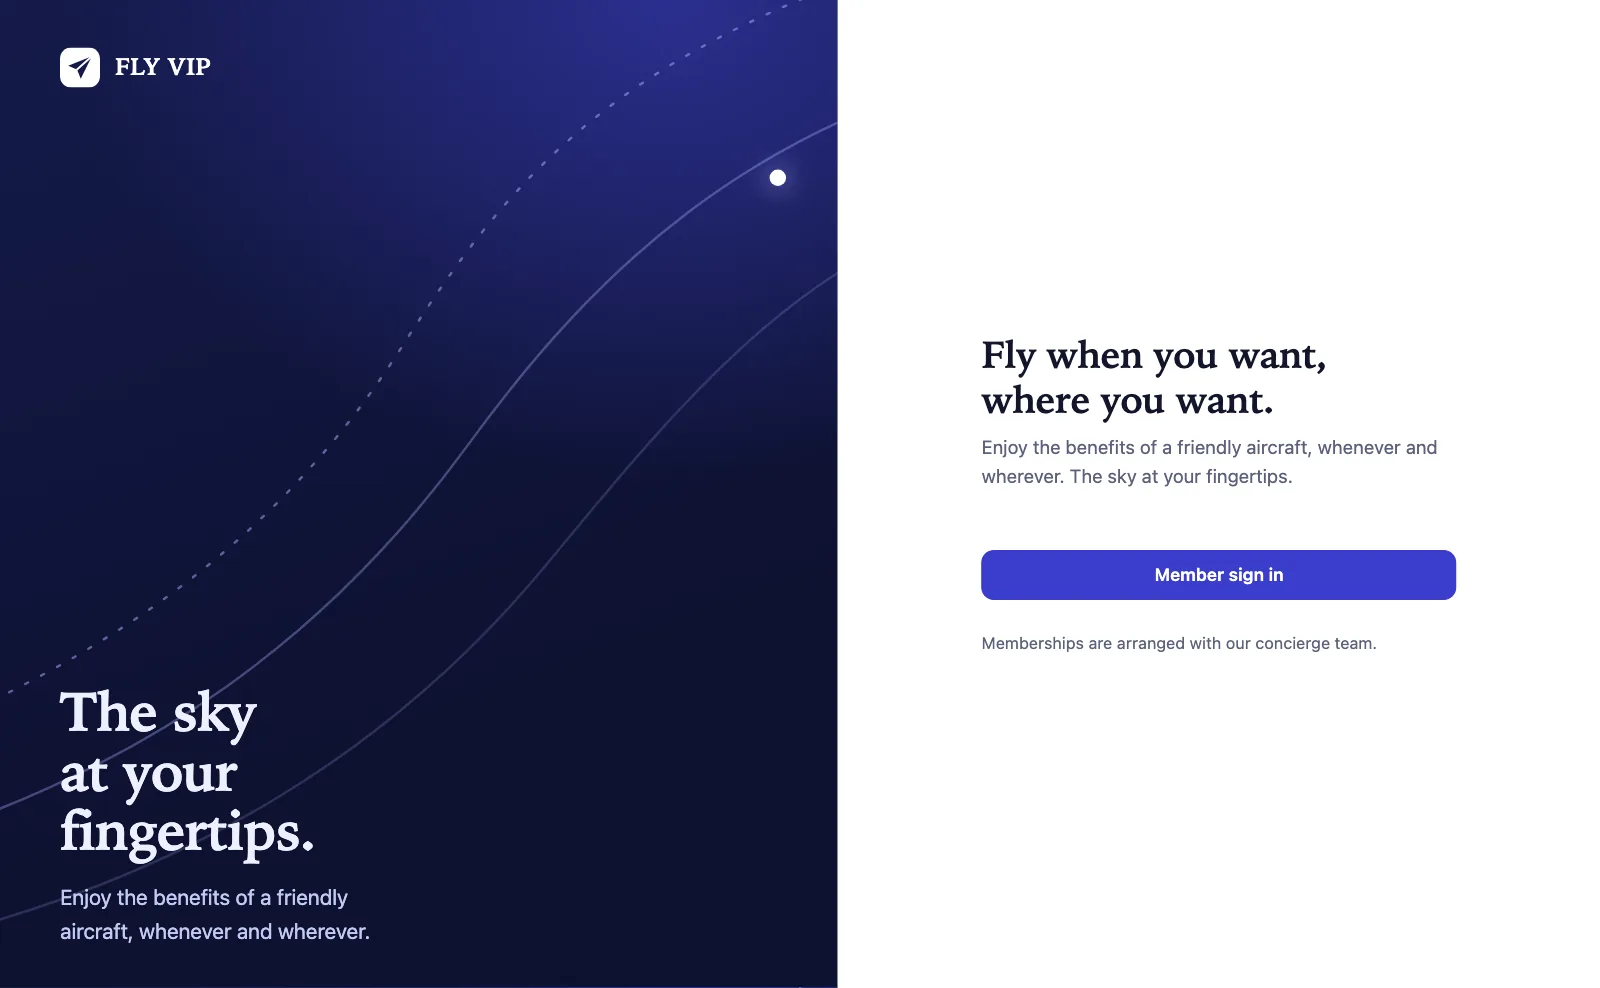 FLY VIP
The sky
at your
fingertips.
Enjoy the benefits of a friendly
aircraft, whenever and wherever.
Fly when you want,
where you want.
Enjoy the benefits of a friendly aircraft, whenever and
wherever. The sky at your fingertips.
Member sign in
Memberships are arranged with our concierge team.